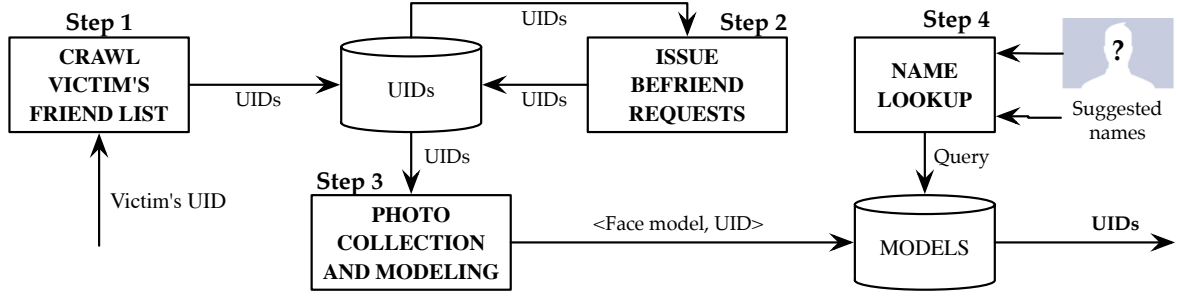 Step 1
CRAWL
VICTIM'S
FRIEND LIST
Victim's UID
UIDs
UIDs
UIDs
UIDs
Step 2
ISSUE
BEFRIEND
REQUESTS
UIDs
Step 3
PHOTO
COLLECTION
AND MODELING
<Face model, UID>
Step 4
NAME
LOOKUP
?
Suggested
names
Query
MODELS
UIDs